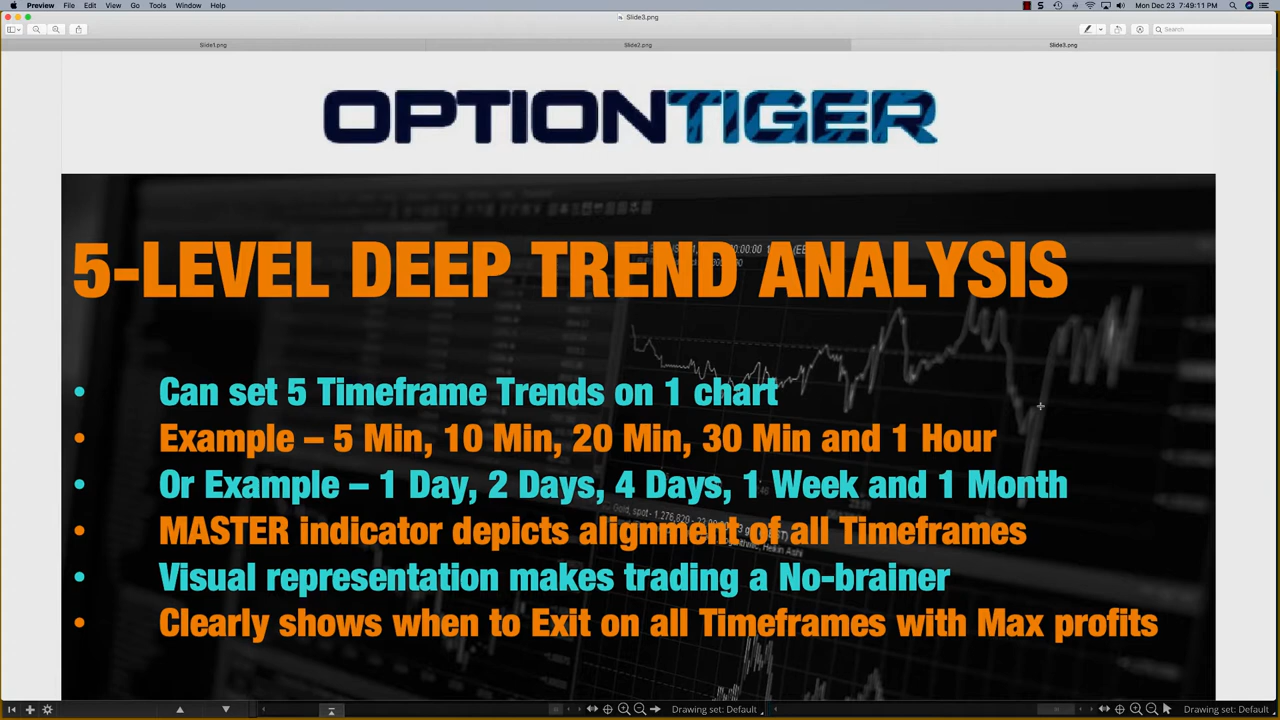 Preview File Edit View Go Tools Window Help
Mon Dec 23 7:49:11 PM
Slide3.png
Search
Slide1.png Slide2.png Slide3.png
OPTIONTIGER
5-LEVEL DEEP TREND ANALYSIS
• Can set 5 Timeframe Trends on 1 chart
• Example – 5 Min, 10 Min, 20 Min, 30 Min and 1 Hour
• Or Example – 1 Day, 2 Days, 4 Days, 1 Week and 1 Month
• MASTER indicator depicts alignment of all Timeframes
• Visual representation makes trading a No-brainer
• Clearly shows when to Exit on all Timeframes with Max profits
Drawing set: Default Drawing set: Default